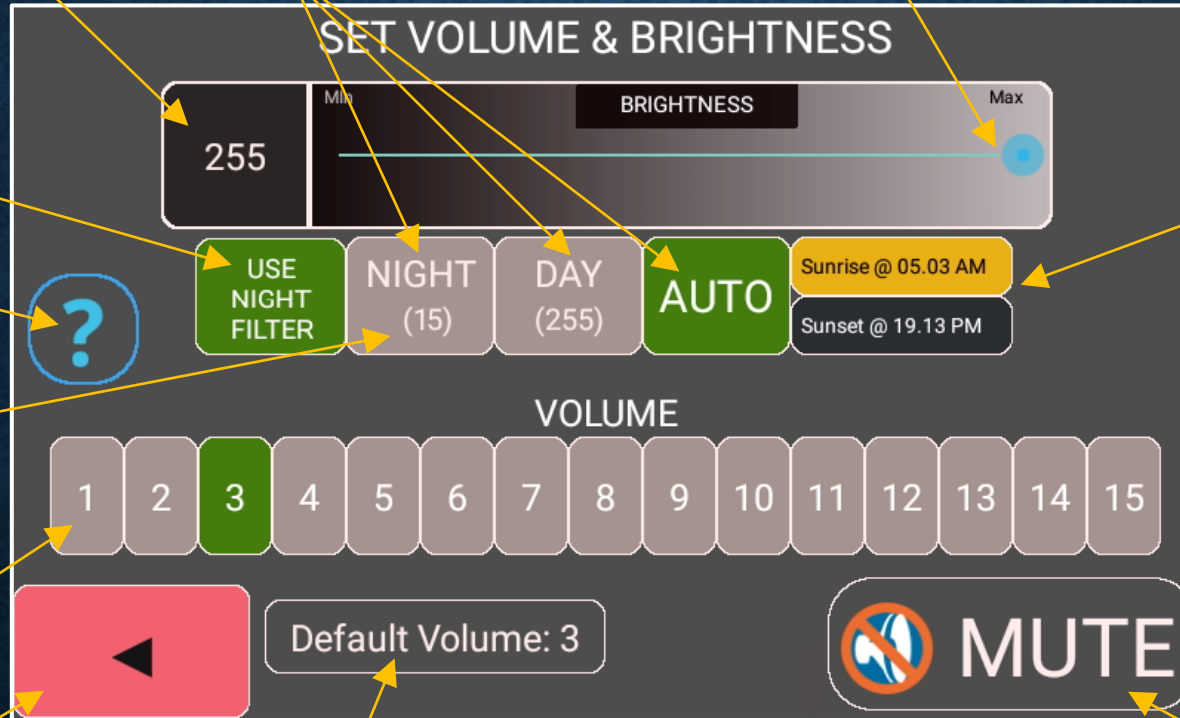 SET VOLUME & BRIGHTNESS
Min
BRIGHTNESS
Max
255
USE
NIGHT
FILTER
NIGHT
(15)
DAY
(255)
AUTO
Sunrise @ 05.03 AM
Sunset @ 19.13 PM
?
VOLUME
1 2 3 4 5 6 7 8 9 10 11 12 13 14 15
Default Volume: 3
MUTE